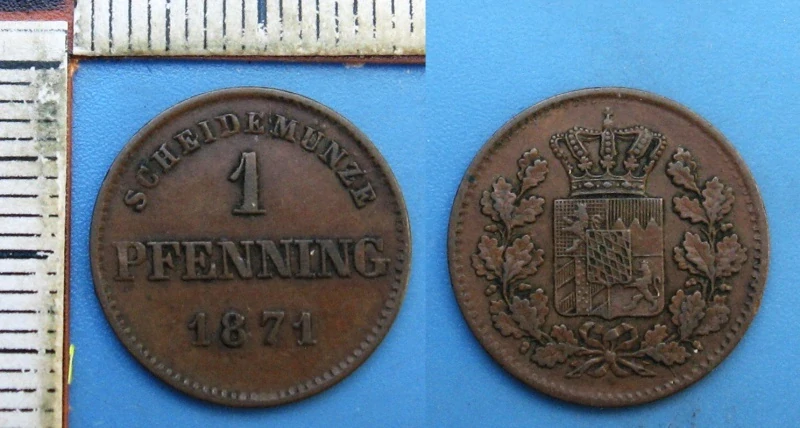 SCHEIDEMÜNZE
1
PFENNING
1871